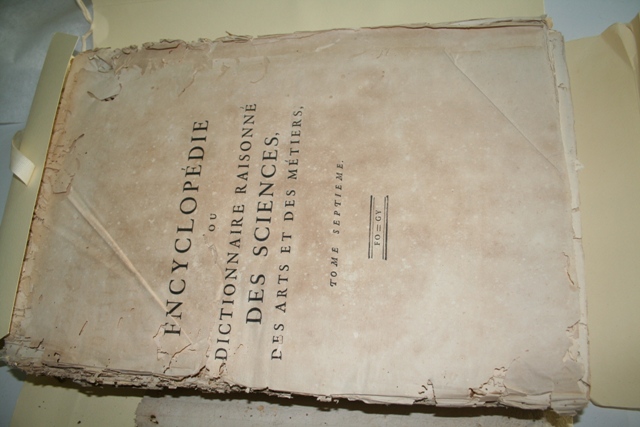 ENCYCLOPÉDIE
OU
DICTIONNAIRE RAISONNÉ
DES SCIENCES,
DES ARTS ET DES MÉTIERS,
TOME SEPTIEME.
FO = GY